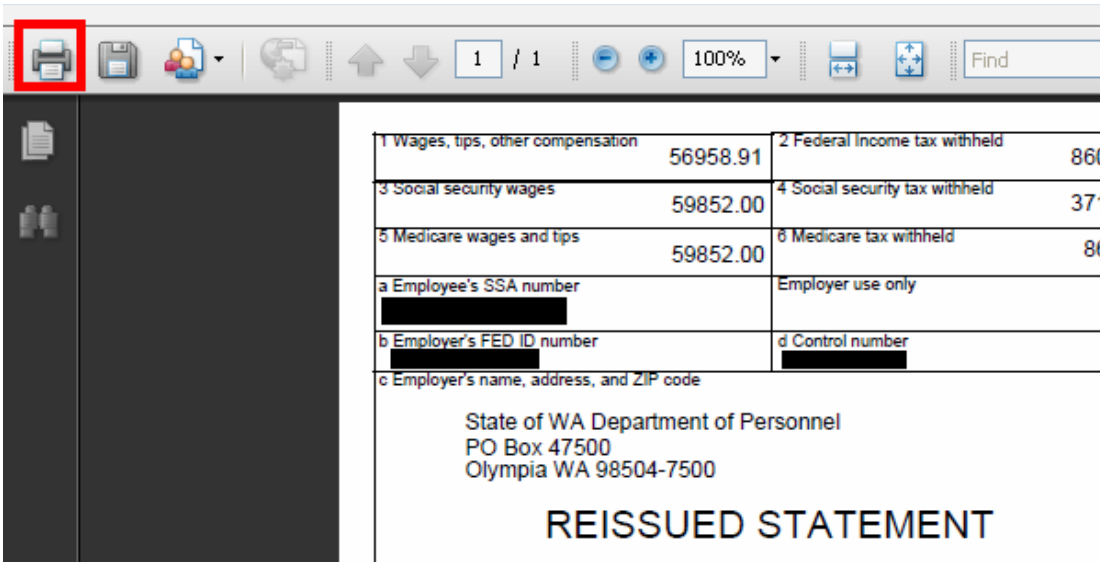 1 / 1 100% Find
1 Wages, tips, other compensation 2 Federal Income tax withheld
56958.91 860
3 Social security wages 4 Social security tax withheld
59852.00 371
5 Medicare wages and tips 6 Medicare tax withheld
59852.00 86
a Employee's SSA number Employer use only
b Employer's FED ID number d Control number
c Employer's name, address, and ZIP code
State of WA Department of Personnel
PO Box 47500
Olympia WA 98504-7500
REISSUED STATEMENT